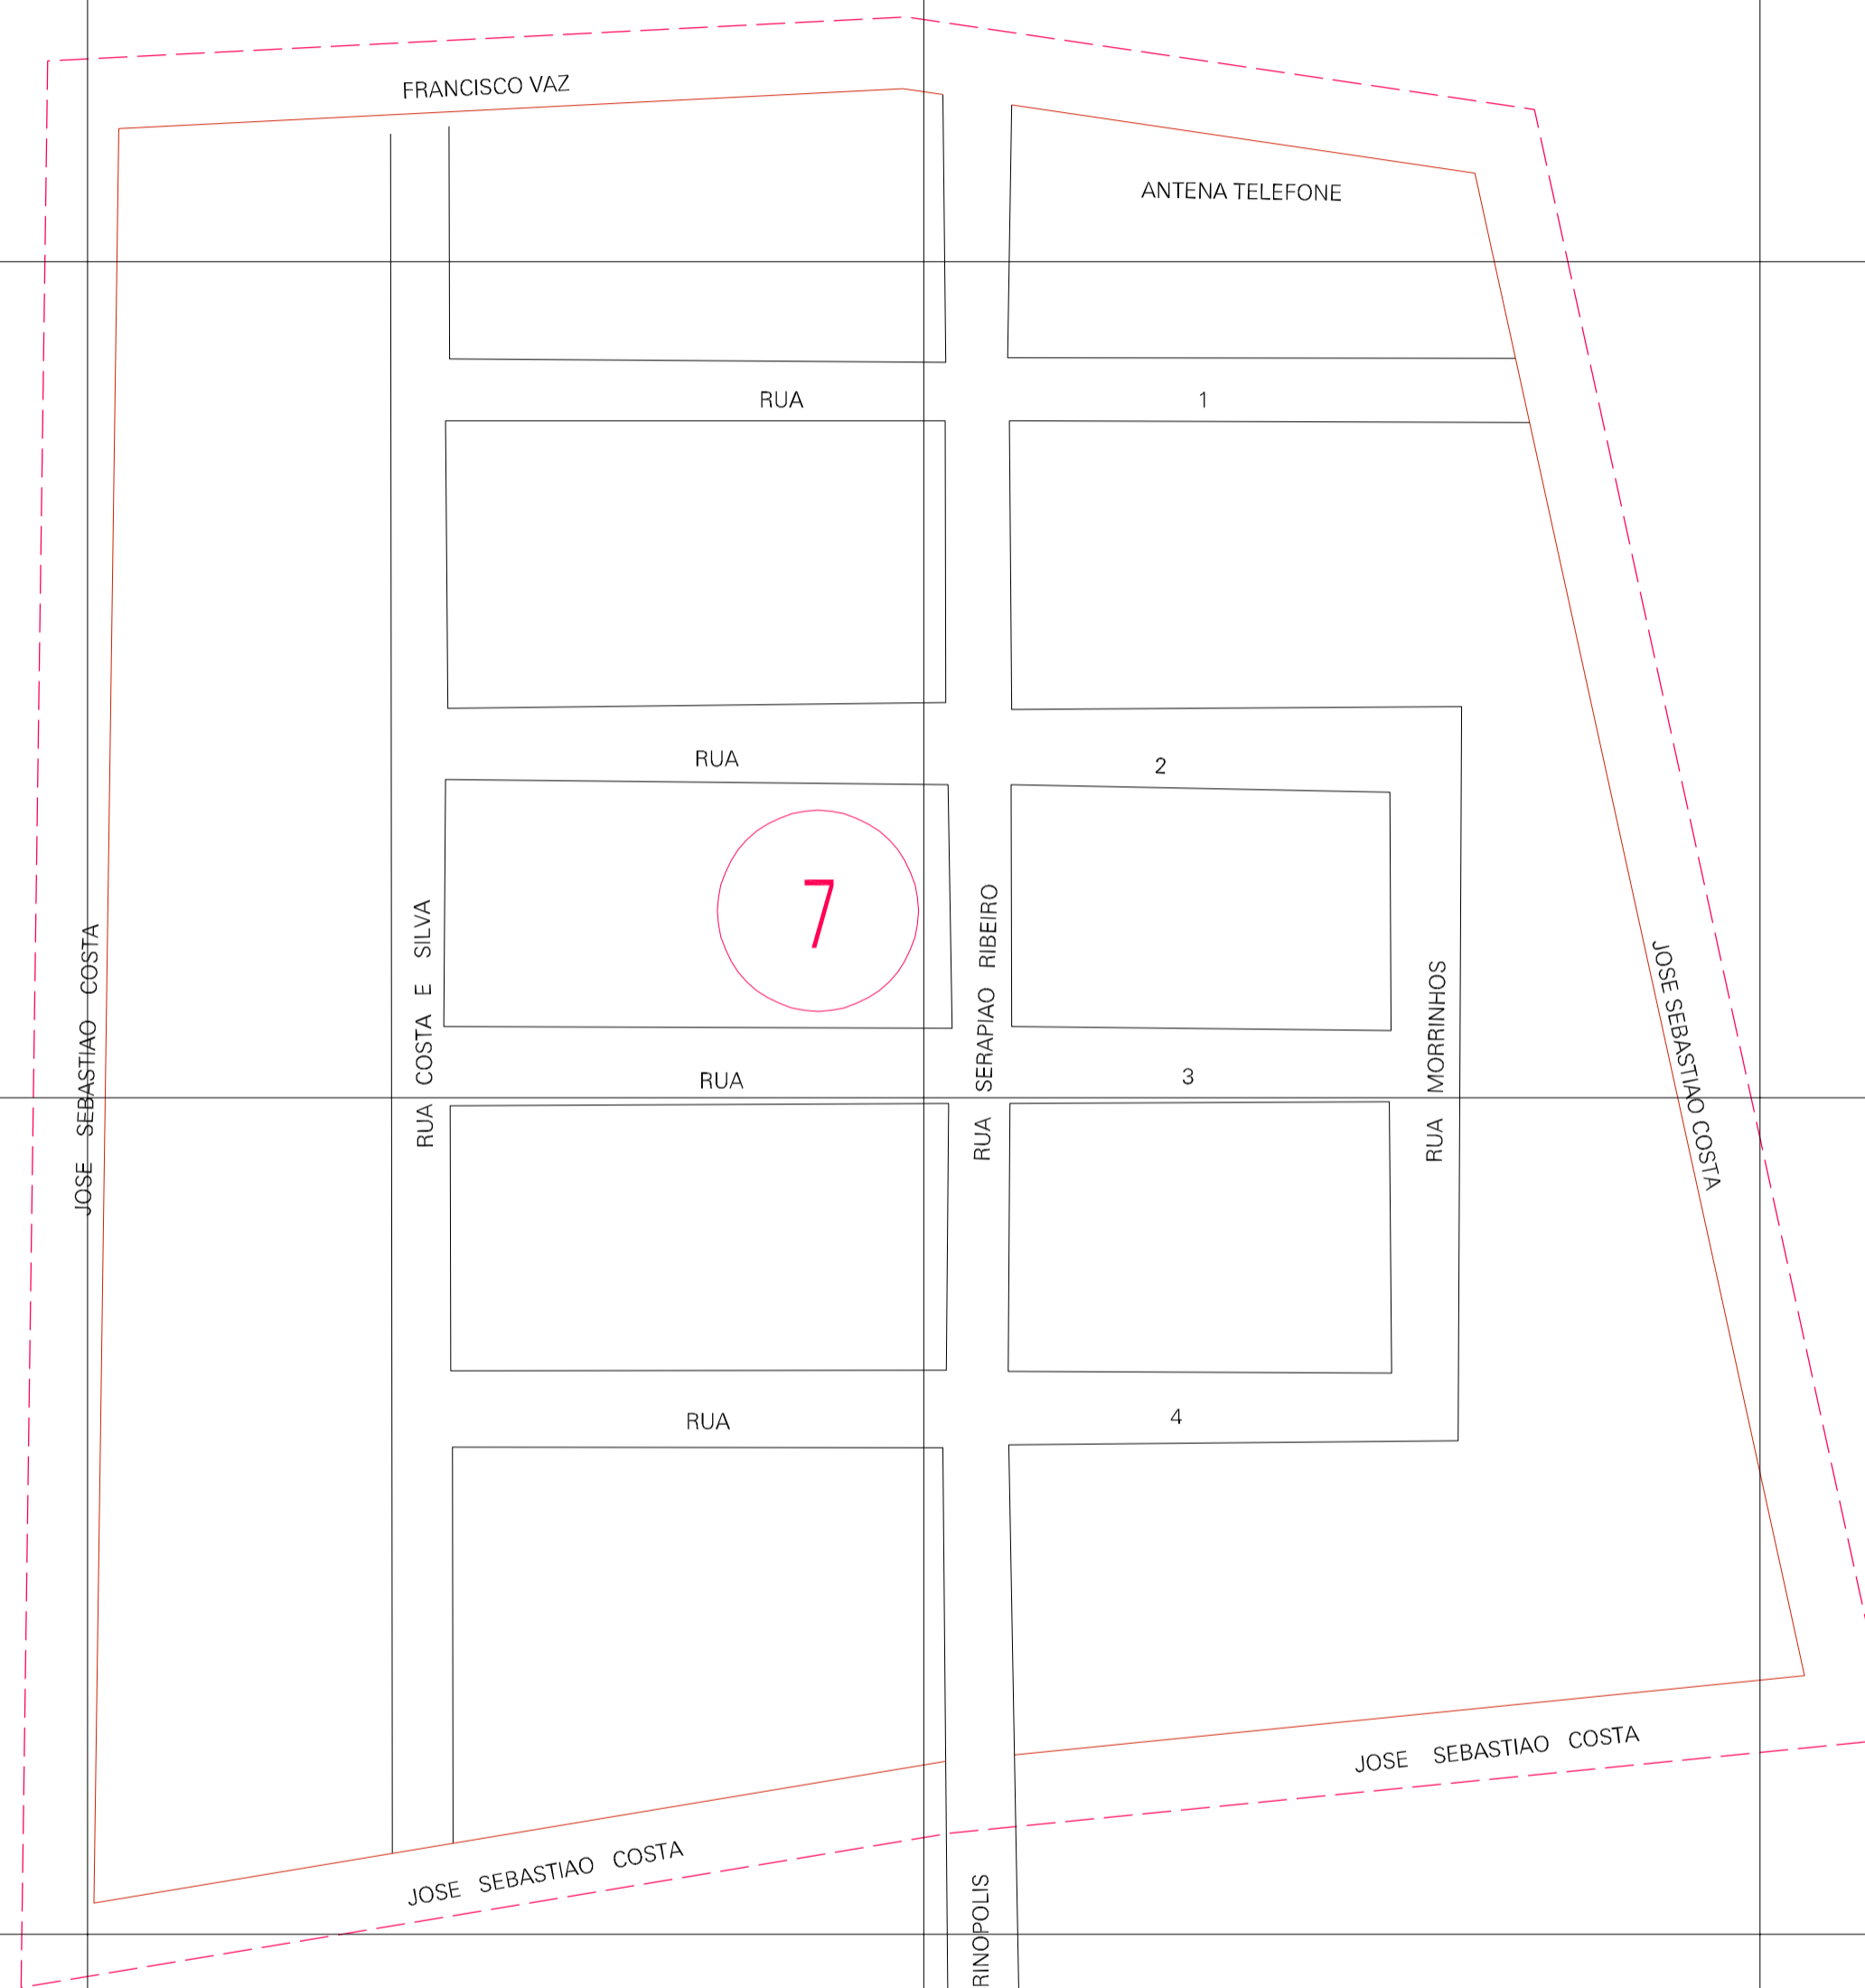 FRANCISCO VAZ
ANTENA TELEFONE
RUA 1
RUA 2
7
JOSE SEBASTIAO COSTA
RUA COSTA E SILVA
RUA SERAPIAO RIBEIRO
RUA MORRINHOS
JOSE SEBASTIAO COSTA
RUA 3
RUA 4
JOSE SEBASTIAO COSTA
JOSE SEBASTIAO COSTA
RINOPOLIS